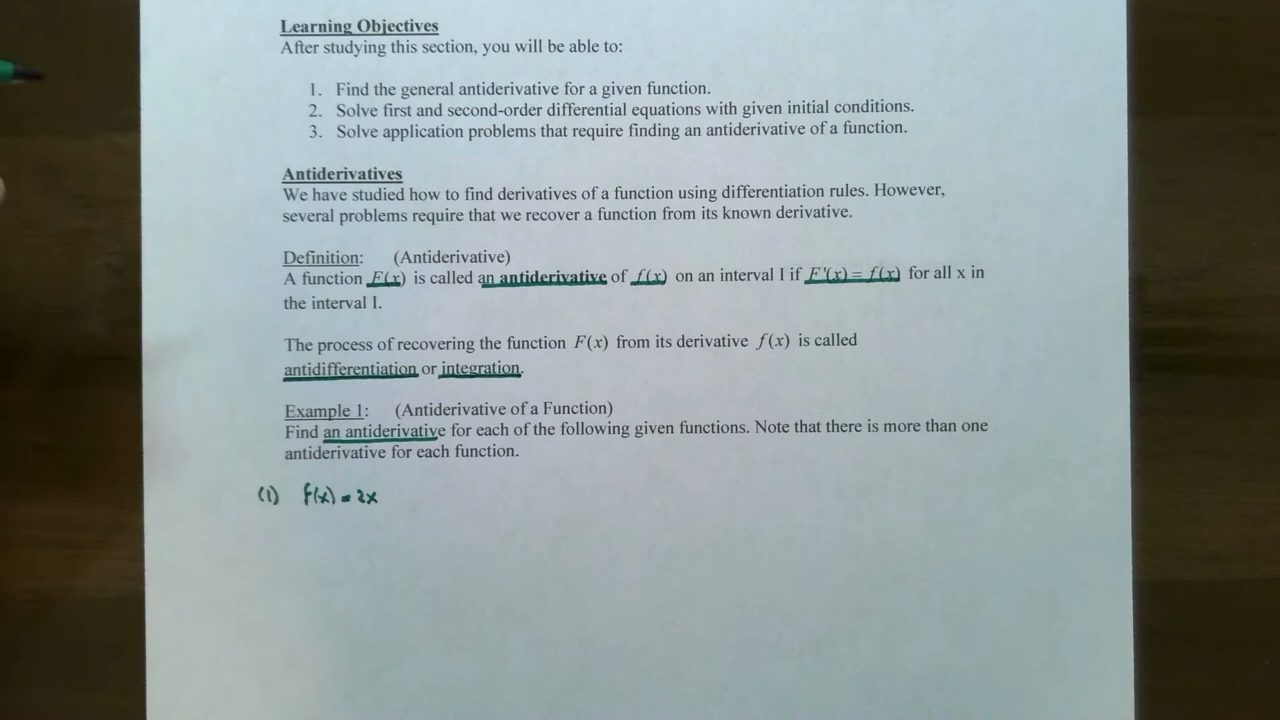 Learning Objectives
After studying this section, you will be able to:
1. Find the general antiderivative for a given function.
2. Solve first and second-order differential equations with given initial conditions.
3. Solve application problems that require finding an antiderivative of a function.
Antiderivatives
We have studied how to find derivatives of a function using differentiation rules. However,
several problems require that we recover a function from its known derivative.
Definition: (Antiderivative)
A function F(x) is called an antiderivative of f(x) on an interval I if F'(x) = f(x) for all x in
the interval I.
The process of recovering the function F(x) from its derivative f(x) is called
antidifferentiation or integration.
Example 1: (Antiderivative of a Function)
Find an antiderivative for each of the following given functions. Note that there is more than one
antiderivative for each function.
(1) f(x) = 2x